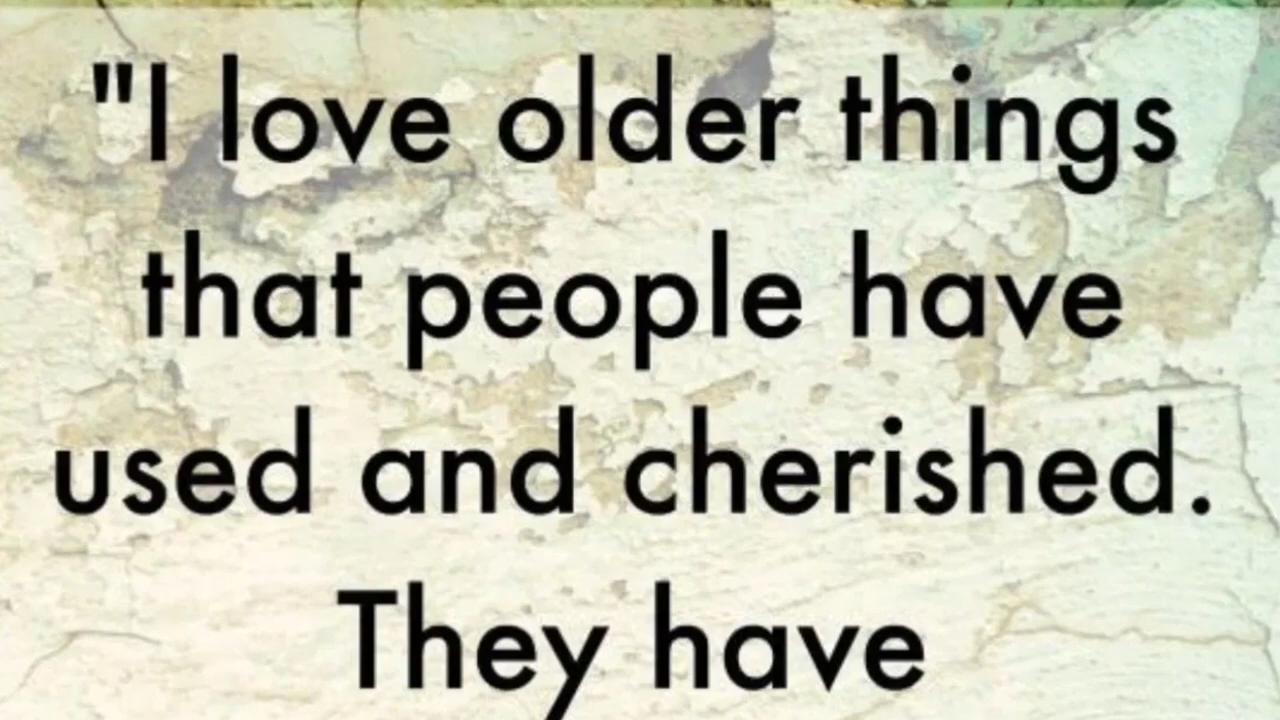 "I love older things
that people have
used and cherished.
They have